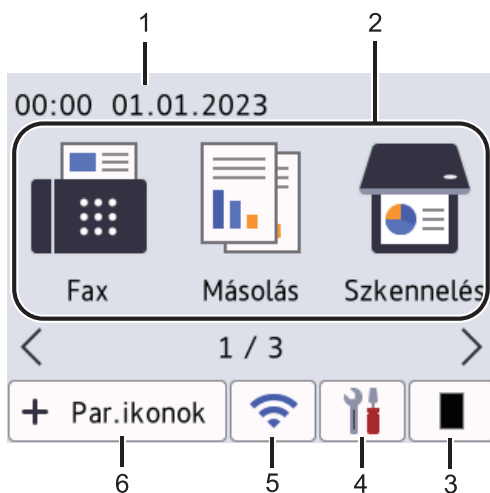 1 2
00:00 01.01.2023
Fax Másolás Szkennelés
1 / 3
+ Par.ikonok
6 5 4 3